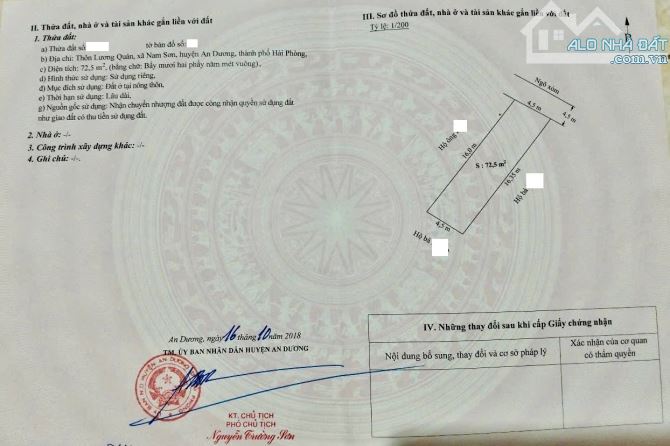 II. Thửa đất, nhà ở và tài sản khác gắn liền với đất
1. Thửa đất:
a) Thửa đất số
tờ bản đồ số:
b) Địa chỉ: Thôn Lương Quán, xã Nam Sơn, huyện An Dương, thành phố Hải Phòng,
c) Diện tích: 72,5 m², (bằng chữ: Bẩy mươi hai phẩy năm mét vuông),
d) Hình thức sử dụng: Sử dụng riêng,
đ) Mục đích sử dụng: Đất ở tại nông thôn,
e) Thời hạn sử dụng: Lâu dài,
g) Nguồn gốc sử dụng: Nhận chuyển nhượng đất được công nhận quyền sử dụng đất
như giao đất có thu tiền sử dụng đất.
2. Nhà ở: -/-
3. Công trình xây dựng khác: -/-
4. Ghi chú: -/-.
An Dương, ngày 16 tháng 10 năm 2018
TM. ỦY BAN NHÂN DÂN HUYỆN AN DƯƠNG
KT. CHỦ TỊCH
PHÓ CHỦ TỊCH
Nguyễn Trường Sơn
III. Sơ đồ thửa đất, nhà ở và tài sản khác gắn liền với đất
Tỷ lệ: 1/200
ALO NHÀ ĐẤT
B
Ngõ xóm
4,5 m
4,5 m
Hộ ông
16,0 m
S : 72,5 m²
16,35 m
Hộ bà
4,5 m
Hộ bà
IV. Những thay đổi sau khi cấp Giấy chứng nhận
Nội dung bổ sung, thay đổi và cơ sở pháp lý
Xác nhận của cơ quan
có thẩm quyền